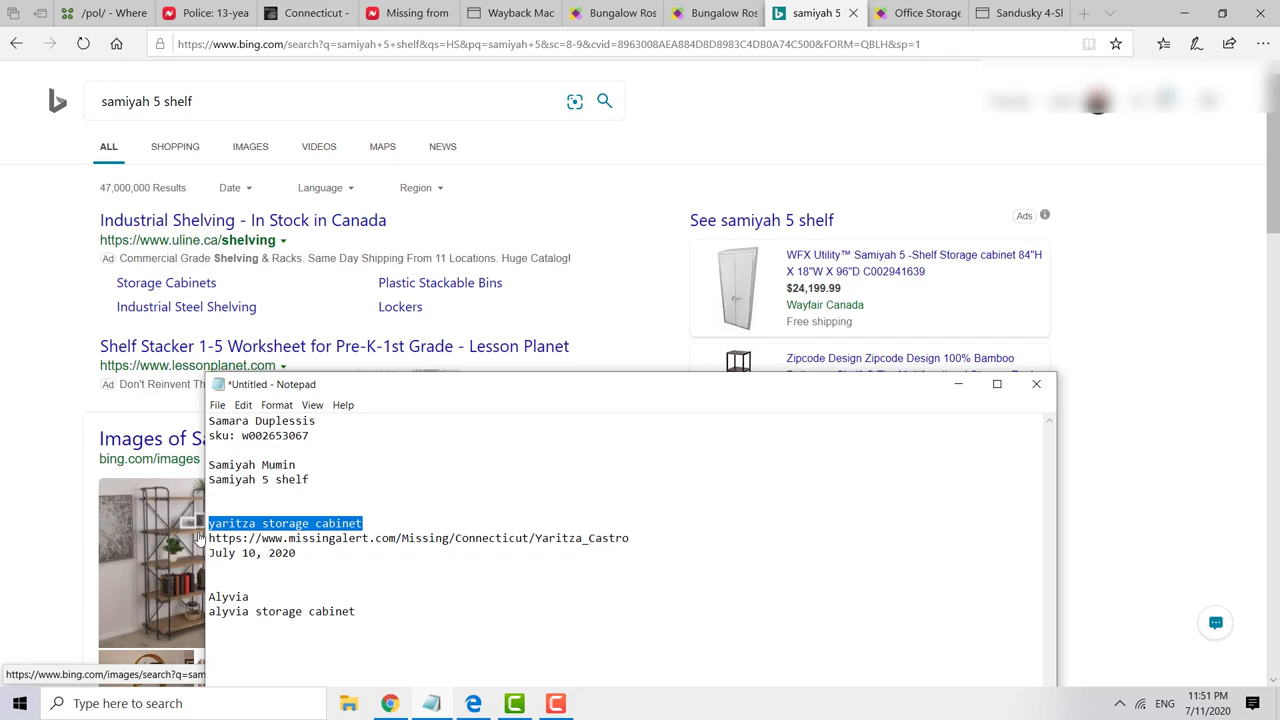 /pol/ - Where
Police: 13-yea
Connecticut -
Missing from
Wayback Mac
Bungalow Ros
Bungalow Ros
samiyah 5
Office Storage
Sandusky 4-Sh
https://www.bing.com/search?q=samiyah+5+shelf&qs=HS&pq=samiyah+5&sc=8-9&cvid=8963008AEA884D8D8983C4DB0A74C500&FORM=QBLH&sp=1
samiyah 5 shelf
ALL SHOPPING IMAGES VIDEOS MAPS NEWS
47,000,000 Results Date Language Region
Industrial Shelving - In Stock in Canada
https://www.uline.ca/shelving
Ad Commercial Grade Shelving & Racks. Same Day Shipping From 11 Locations. Huge Catalog!
Storage Cabinets Plastic Stackable Bins
Industrial Steel Shelving Lockers
Shelf Stacker 1-5 Worksheet for Pre-K-1st Grade - Lesson Planet
https://www.lessonplanet.com
Ad Don't Reinvent Th
Images of Sa
bing.com/images
See samiyah 5 shelf Ads
WFX Utility™ Samiyah 5 -Shelf Storage cabinet 84"H
X 18"W X 96"D C002941639
$24,199.99
Wayfair Canada
Free shipping
Zipcode Design Zipcode Design 100% Bamboo
*Untitled - Notepad
File Edit Format View Help
Samara Duplessis
sku: w002653067
Samiyah Mumin
Samiyah 5 shelf
yaritza storage cabinet
https://www.missingalert.com/Missing/Connecticut/Yaritza_Castro
July 10, 2020
Alyvia
alyvia storage cabinet
https://www.bing.com/images/search?q=sam
Type here to search
ENG
11:51 PM
7/11/2020